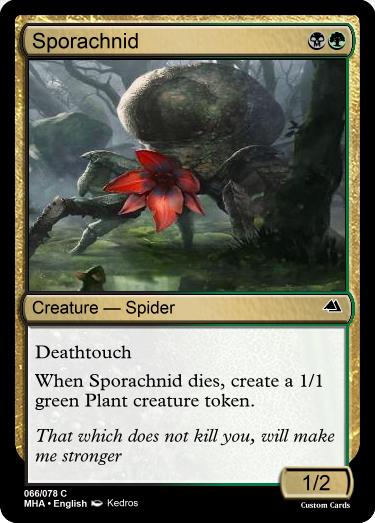 Sporachnid
Creature — Spider
Deathtouch
When Sporachnid dies, create a 1/1
green Plant creature token.
That which does not kill you, will make
me stronger
1/2
066/078 C
MHA • English Kedros
Custom Cards